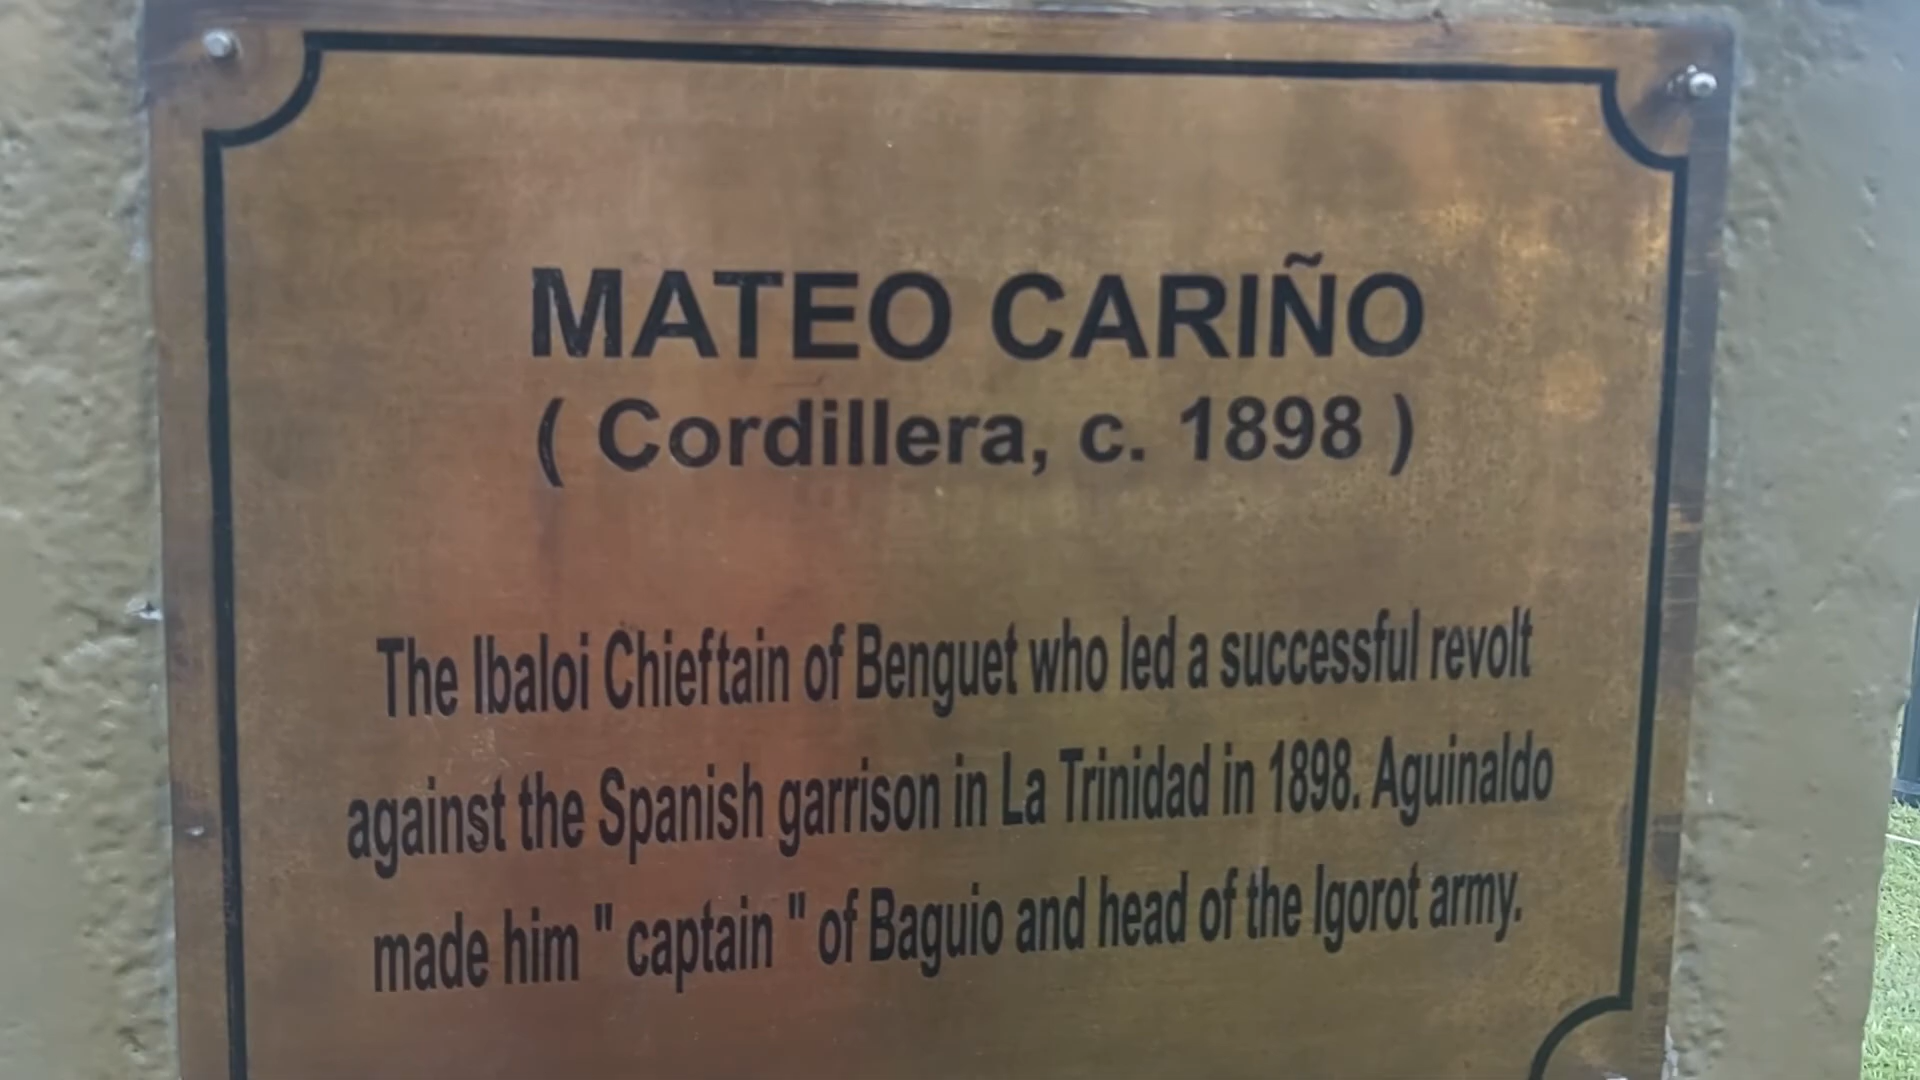 MATEO CARIÑO
( Cordillera, c. 1898 )
The Ibaloi Chieftain of Benguet who led a successful revolt
against the Spanish garrison in La Trinidad in 1898. Aguinaldo
made him " captain " of Baguio and head of the Igorot army.